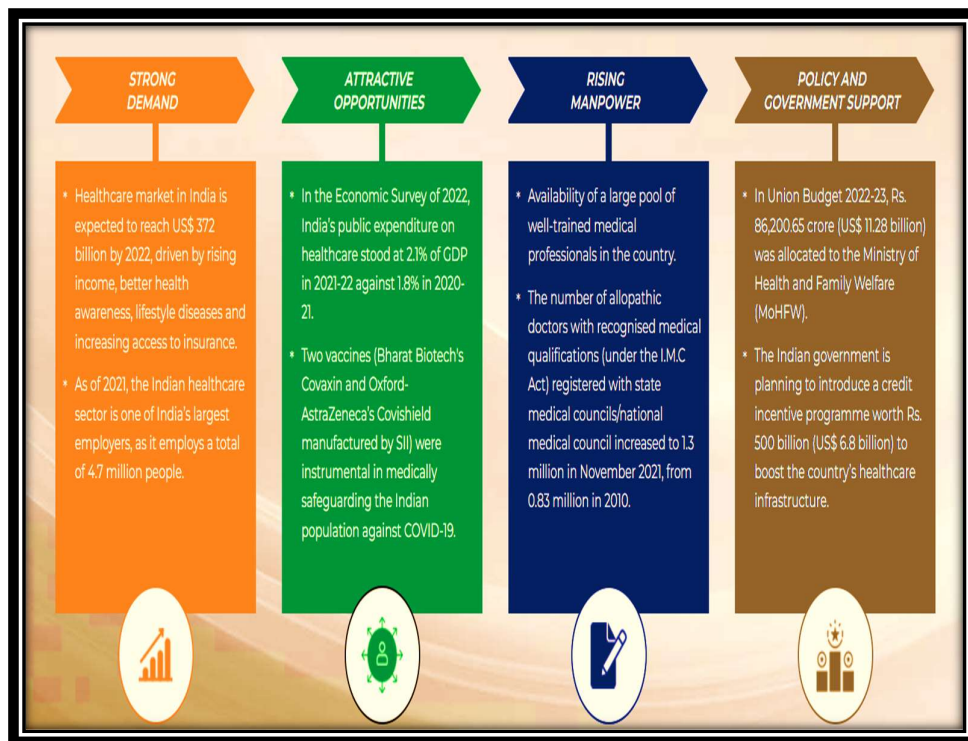 STRONG
DEMAND
* Healthcare market in India is
expected to reach US$ 372
billion by 2022, driven by rising
income, better health
awareness, lifestyle diseases and
increasing access to insurance.
* As of 2021, the Indian healthcare
sector is one of India's largest
employers, as it employs a total
of 4.7 million people.
ATTRACTIVE
OPPORTUNITIES
* In the Economic Survey of 2022,
India's public expenditure on
healthcare stood at 2.1% of GDP
in 2021-22 against 1.8% in 2020-
21.
* Two vaccines (Bharat Biotech's
Covaxin and Oxford-
AstraZeneca's Covishield
manufactured by SII) were
instrumental in medically
safeguarding the Indian
population against COVID-19.
RISING
MANPOWER
* Availability of a large pool of
well-trained medical
professionals in the country.
* The number of allopathic
doctors with recognised medical
qualifications (under the I.M.C
Act) registered with state
medical councils/national
medical council increased to 1.3
million in November 2021, from
0.83 million in 2010.
POLICY AND
GOVERNMENT SUPPORT
* In Union Budget 2022-23, Rs.
86,200.65 crore (US$ 11.28 billion)
was allocated to the Ministry of
Health and Family Welfare
(MoHFW).
* The Indian government is
planning to introduce a credit
incentive programme worth Rs.
500 billion (US$ 6.8 billion) to
boost the country's healthcare
infrastructure.